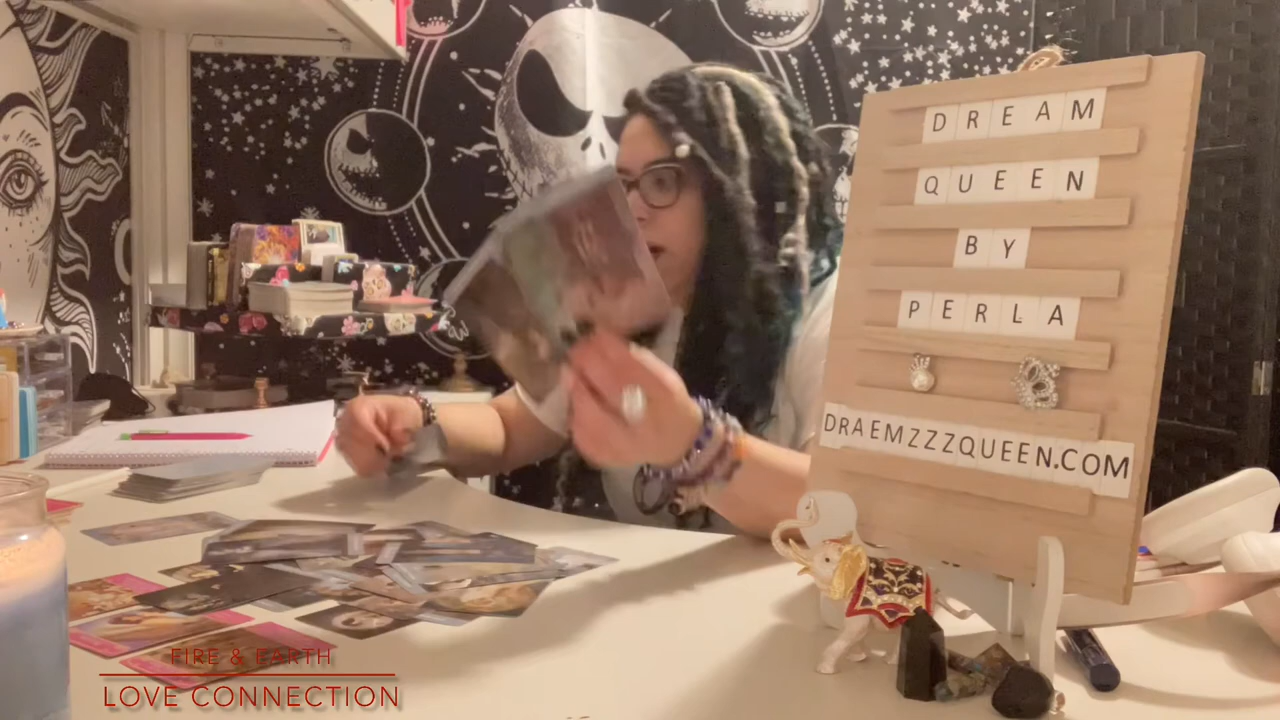 DREAM
QUEEN
BY
PERLA
DRAEMZZZQUEEN.COM
FIRE & EARTH
LOVE CONNECTION